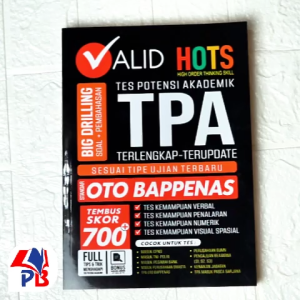 VALID HOTS
HIGH ORDER THINKING SKILL
TES POTENSI AKADEMIK
BIG DRILLING
SOAL + PEMBAHASAN
TPA
TERLENGKAP-TERUPDATE
SESUAI TIPE UJIAN TERBARU
STANDAR
OTO BAPPENAS
TEMBUS
SKOR
700+
TES KEMAMPUAN VERBAL
TES KEMAMPUAN PENALARAN
TES KEMAMPUAN NUMERIK
TES KEMAMPUAN VISUAL SPASIAL
COCOK UNTUK TES
FULL
PB